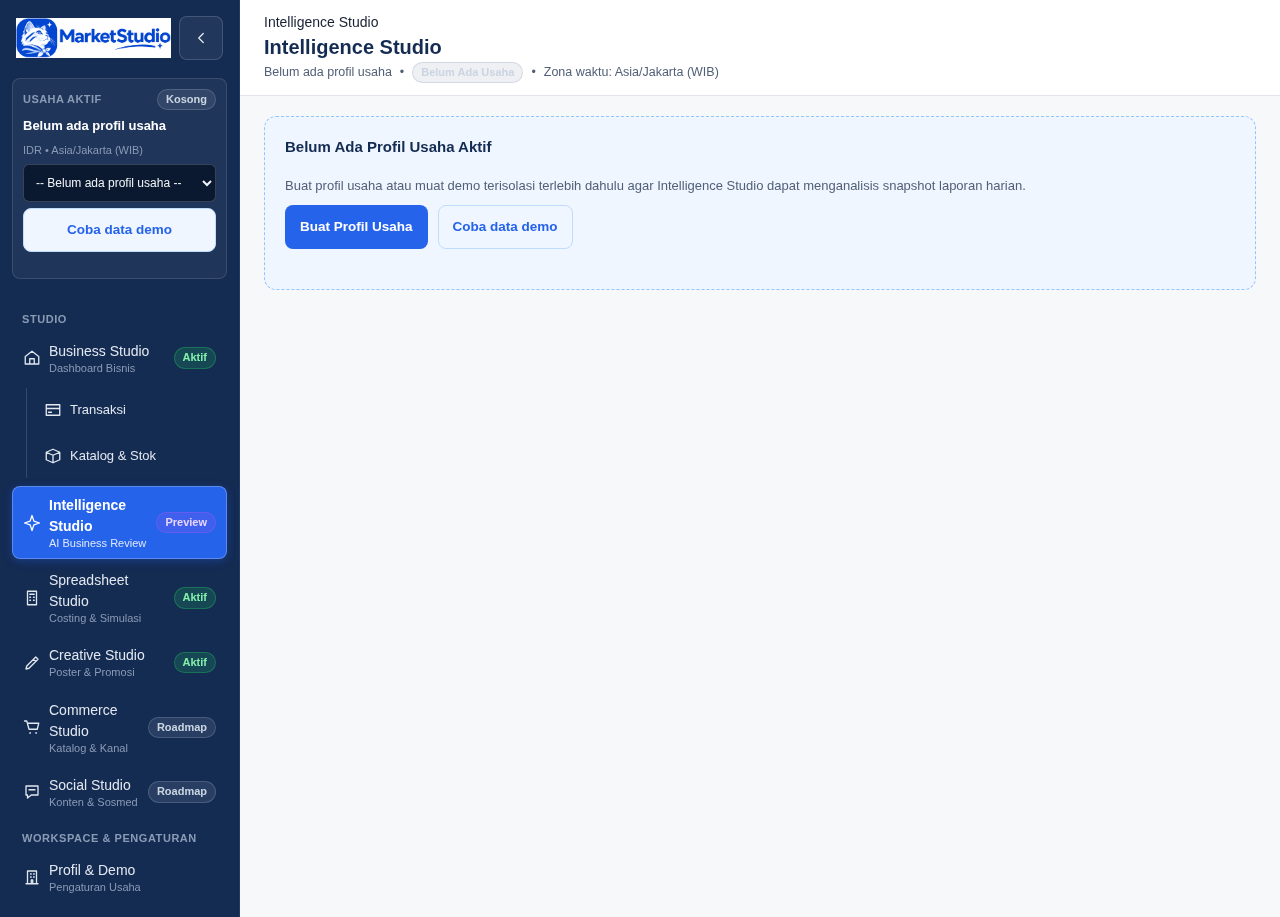 MarketStudio
USAHA AKTIF
Kosong
Belum ada profil usaha
IDR • Asia/Jakarta (WIB)
-- Belum ada profil usaha --
Coba data demo
STUDIO
Business Studio
Dashboard Bisnis
Aktif
Transaksi
Katalog & Stok
Intelligence
Studio
AI Business Review
Preview
Spreadsheet
Studio
Costing & Simulasi
Aktif
Creative Studio
Poster & Promosi
Aktif
Commerce
Studio
Katalog & Kanal
Roadmap
Social Studio
Konten & Sosmed
Roadmap
WORKSPACE & PENGATURAN
Profil & Demo
Pengaturan Usaha
Intelligence Studio
Intelligence Studio
Belum ada profil usaha • Belum Ada Usaha • Zona waktu: Asia/Jakarta (WIB)
Belum Ada Profil Usaha Aktif
Buat profil usaha atau muat demo terisolasi terlebih dahulu agar Intelligence Studio dapat menganalisis snapshot laporan harian.
Buat Profil Usaha
Coba data demo